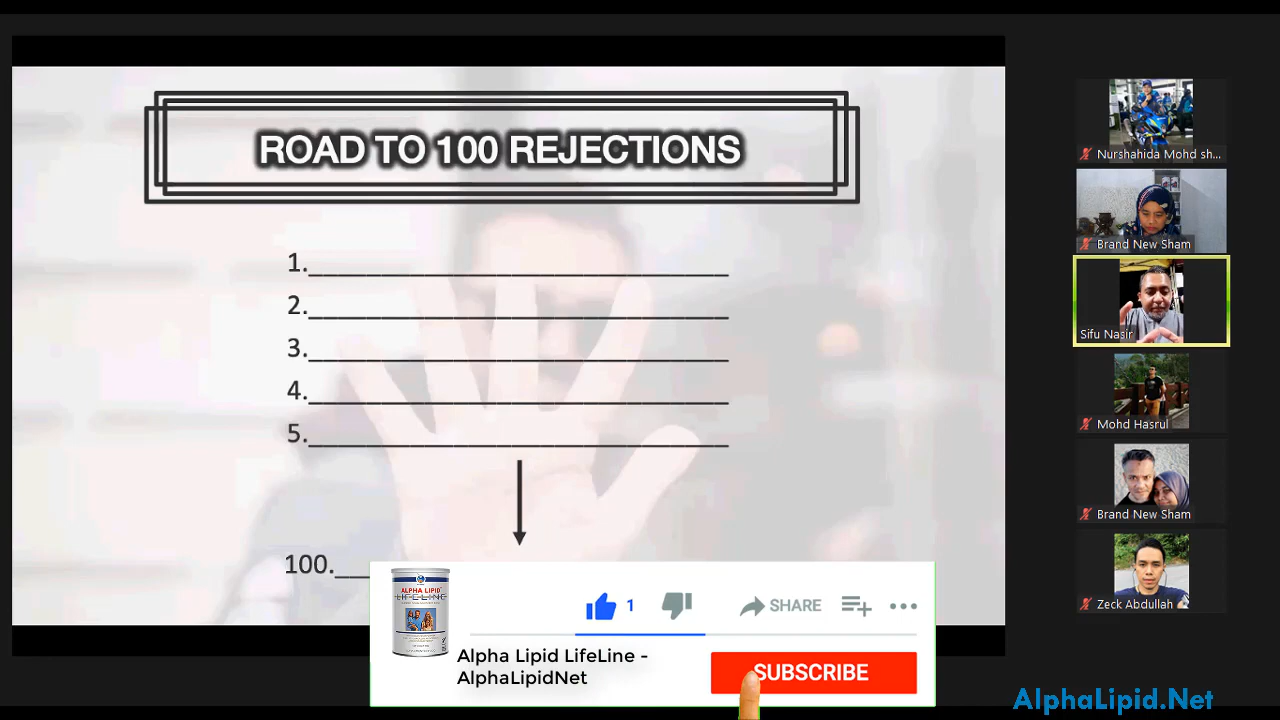 ROAD TO 100 REJECTIONS
1.
2.
3.
4.
5.
100.
Nurshahida Mohd sh...
Brand New Sham
Sifu Nasir
Mohd Hasrul
Brand New Sham
Zeck Abdullah
ALPHA LIPID
LIFELINE
1
SHARE
Alpha Lipid LifeLine -
AlphaLipidNet
SUBSCRIBE
AlphaLipid.Net